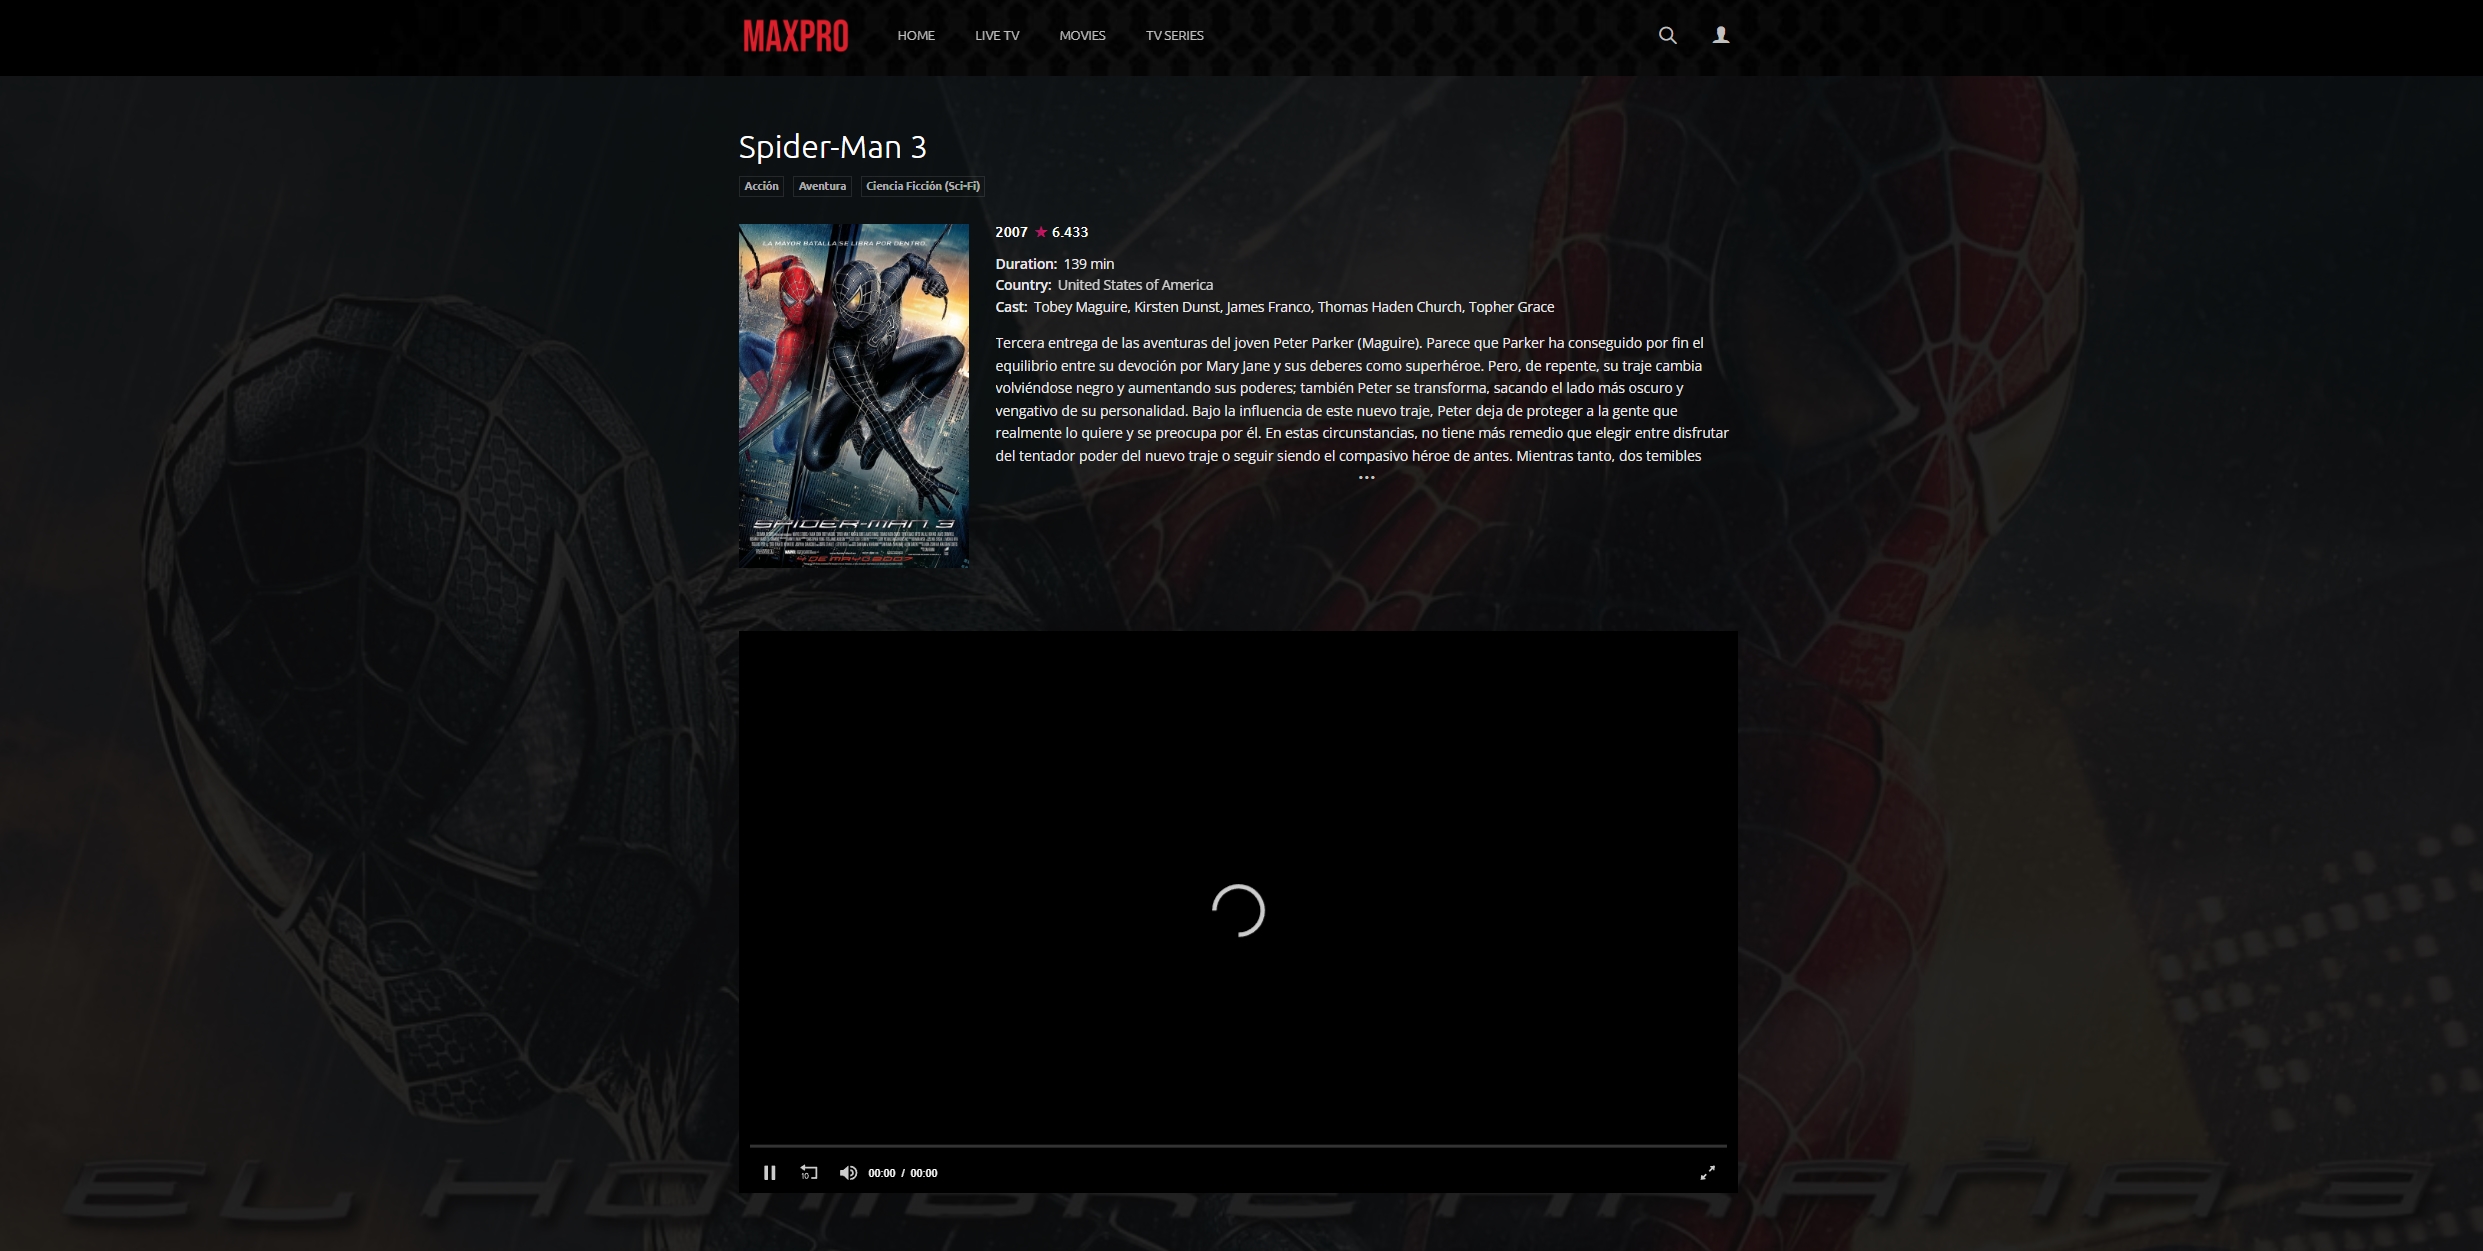 MAXPRO
HOME LIVE TV MOVIES TV SERIES
Spider-Man 3
Acción Aventura Ciencia Ficción (Sci-Fi)
LA MAYOR BATALLA SE LIBRA POR DENTRO.
SPIDER-MAN 3
4 DE MAYO 2007
2007 ★ 6.433
Duration: 139 min
Country: United States of America
Cast: Tobey Maguire, Kirsten Dunst, James Franco, Thomas Haden Church, Topher Grace
Tercera entrega de las aventuras del joven Peter Parker (Maguire). Parece que Parker ha conseguido por fin el
equilibrio entre su devoción por Mary Jane y sus deberes como superhéroe. Pero, de repente, su traje cambia
volviéndose negro y aumentando sus poderes; también Peter se transforma, sacando el lado más oscuro y
vengativo de su personalidad. Bajo la influencia de este nuevo traje, Peter deja de proteger a la gente que
realmente lo quiere y se preocupa por él. En estas circunstancias, no tiene más remedio que elegir entre disfrutar
del tentador poder del nuevo traje o seguir siendo el compasivo héroe de antes. Mientras tanto, dos temibles
...
10
00:00 / 00:00
EL HOMBRE ARAÑA 3